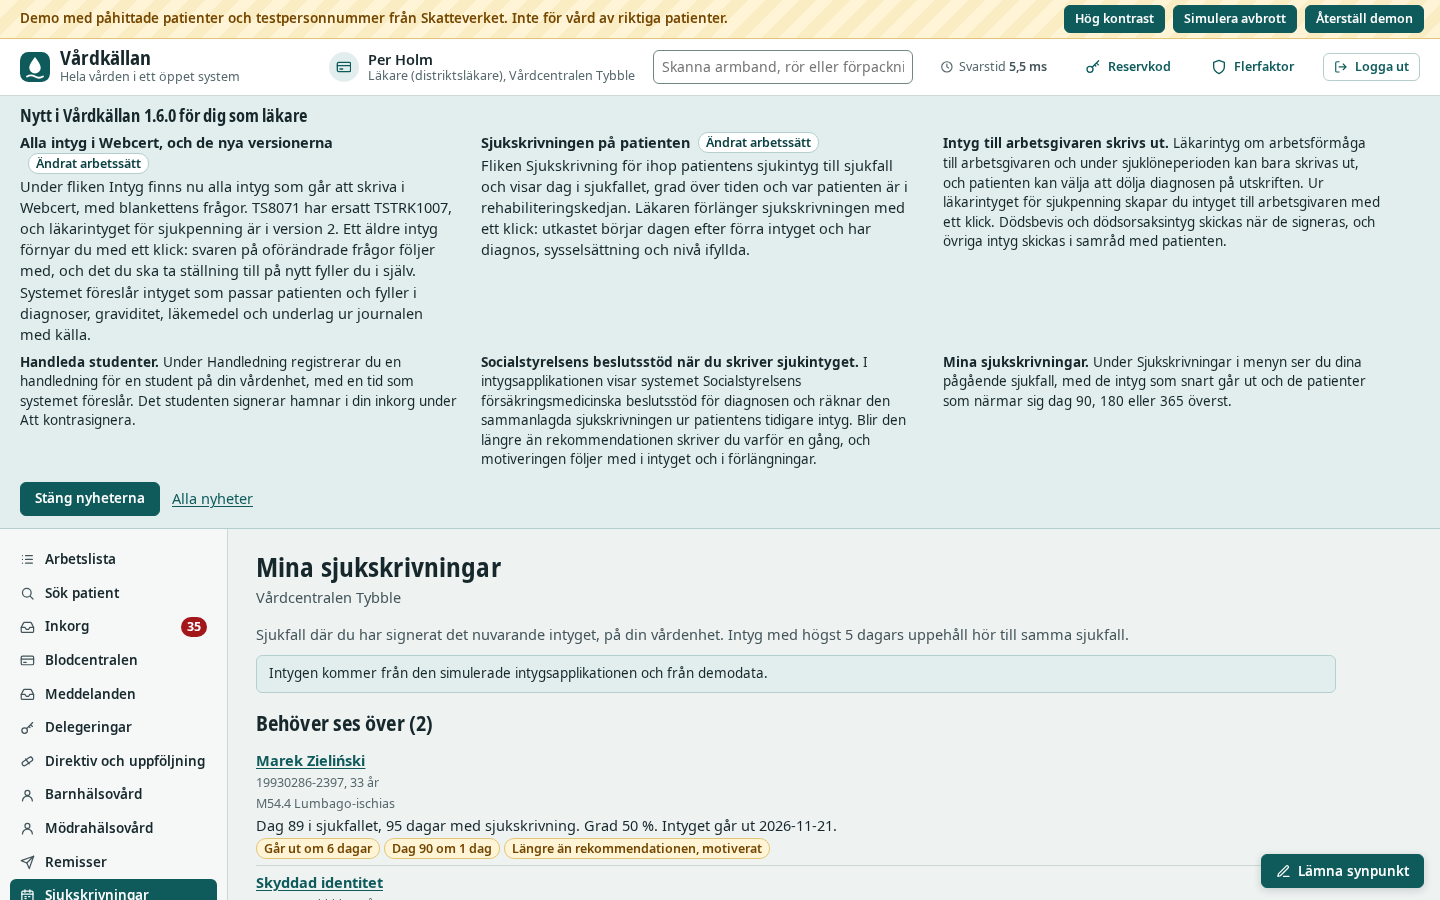 Demo med påhittade patienter och testpersonnummer från Skatteverket. Inte för vård av riktiga patienter.
Hög kontrast
Simulera avbrott
Återställ demon
Vårdkällan
Hela vården i ett öppet system
Per Holm
Läkare (distriktsläkare), Vårdcentralen Tybble
Skanna armband, rör eller förpackni
Svarstid 5,5 ms
Reservkod
Flerfaktor
Logga ut
Nytt i Vårdkällan 1.6.0 för dig som läkare
Alla intyg i Webcert, och de nya versionerna
Ändrat arbetssätt
Under fliken Intyg finns nu alla intyg som går att skriva i
Webcert, med blankettens frågor. TS8071 har ersatt TSTRK1007,
och läkarintyget för sjukpenning är i version 2. Ett äldre intyg
förnyar du med ett klick: svaren på oförändrade frågor följer
med, och det du ska ta ställning till på nytt fyller du i själv.
Systemet föreslår intyget som passar patienten och fyller i
diagnoser, graviditet, läkemedel och underlag ur journalen
med källa.
Sjukskrivningen på patienten Ändrat arbetssätt
Fliken Sjukskrivning för ihop patientens sjukintyg till sjukfall
och visar dag i sjukfallet, grad över tiden och var patienten är i
rehabiliteringskedjan. Läkaren förlänger sjukskrivningen med
ett klick: utkastet börjar dagen efter förra intyget och har
diagnos, sysselsättning och nivå ifyllda.
Intyg till arbetsgivaren skrivs ut. Läkarintyg om arbetsförmåga
till arbetsgivaren och under sjuklöneperioden kan bara skrivas ut,
och patienten kan välja att dölja diagnosen på utskriften. Ur
läkarintyget för sjukpenning skapar du intyget till arbetsgivaren med
ett klick. Dödsbevis och dödsorsaksintyg skickas när de signeras, och
övriga intyg skickas i samråd med patienten.
Handleda studenter. Under Handledning registrerar du en
handledning för en student på din vårdenhet, med en tid som
systemet föreslår. Det studenten signerar hamnar i din inkorg under
Att kontrasignera.
Socialstyrelsens beslutsstöd när du skriver sjukintyget. I
intygsapplikationen visar systemet Socialstyrelsens
försäkringsmedicinska beslutsstöd för diagnosen och räknar den
sammanlagda sjukskrivningen ur patientens tidigare intyg. Blir den
längre än rekommendationen skriver du varför en gång, och
motiveringen följer med i intyget och i förlängningar.
Mina sjukskrivningar. Under Sjukskrivningar i menyn ser du dina
pågående sjukfall, med de intyg som snart går ut och de patienter
som närmar sig dag 90, 180 eller 365 överst.
Stäng nyheterna
Alla nyheter
Arbetslista
Sök patient
Inkorg 35
Blodcentralen
Meddelanden
Delegeringar
Direktiv och uppföljning
Barnhälsovård
Mödrahälsovård
Remisser
Sjukskrivningar
Mina sjukskrivningar
Vårdcentralen Tybble
Sjukfall där du har signerat det nuvarande intyget, på din vårdenhet. Intyg med högst 5 dagars uppehåll hör till samma sjukfall.
Intygen kommer från den simulerade intygsapplikationen och från demodata.
Behöver ses över (2)
Marek Zieliński
19930286-2397, 33 år
M54.4 Lumbago-ischias
Dag 89 i sjukfallet, 95 dagar med sjukskrivning. Grad 50 %. Intyget går ut 2026-11-21.
Går ut om 6 dagar
Dag 90 om 1 dag
Längre än rekommendationen, motiverat
Skyddad identitet
Lämna synpunkt